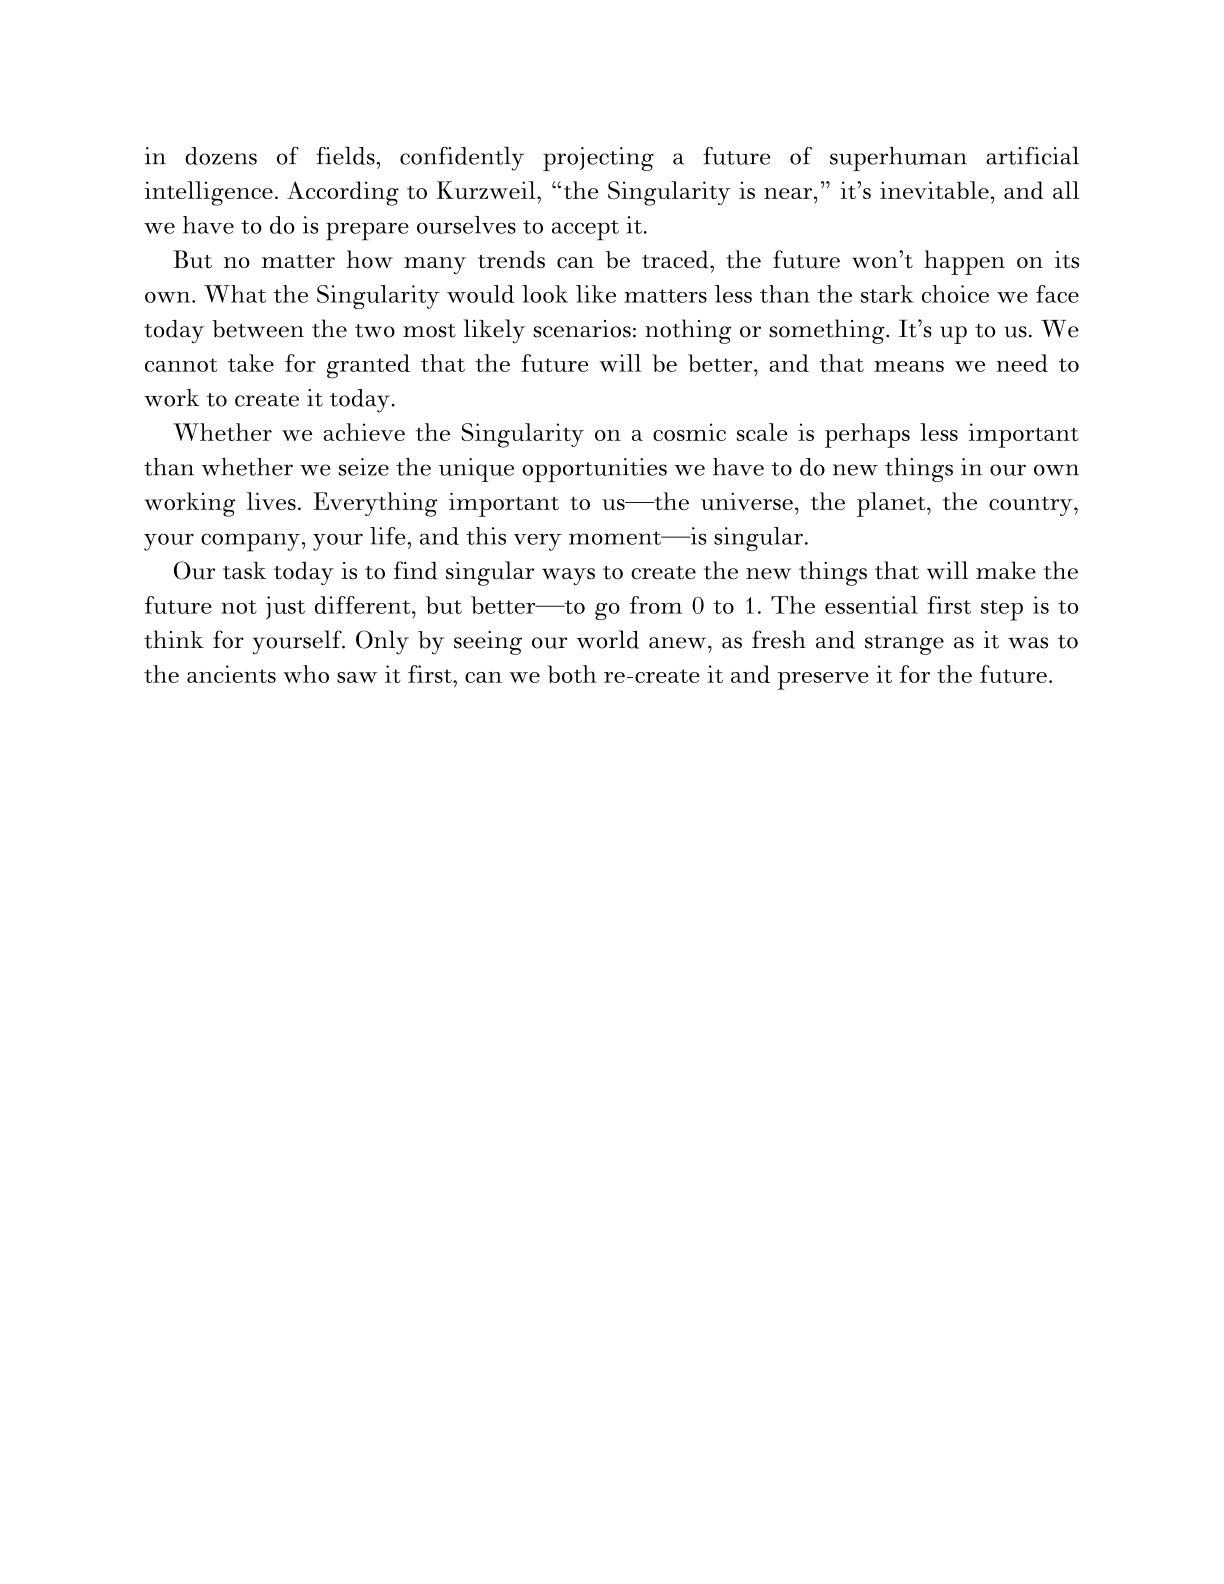 in dozens of fields, confidently projecting a future of superhuman artificial
intelligence. According to Kurzweil, “the Singularity is near,” it’s inevitable, and all
we have to do is prepare ourselves to accept it.
But no matter how many trends can be traced, the future won’t happen on its
own. What the Singularity would look like matters less than the stark choice we face
today between the two most likely scenarios: nothing or something. It’s up to us. We
cannot take for granted that the future will be better, and that means we need to
work to create it today.
Whether we achieve the Singularity on a cosmic scale is perhaps less important
than whether we seize the unique opportunities we have to do new things in our own
working lives. Everything important to us—the universe, the planet, the country,
your company, your life, and this very moment—is singular.
Our task today is to find singular ways to create the new things that will make the
future not just different, but better—to go from 0 to 1. The essential first step is to
think for yourself. Only by seeing our world anew, as fresh and strange as it was to
the ancients who saw it first, can we both re-create it and preserve it for the future.